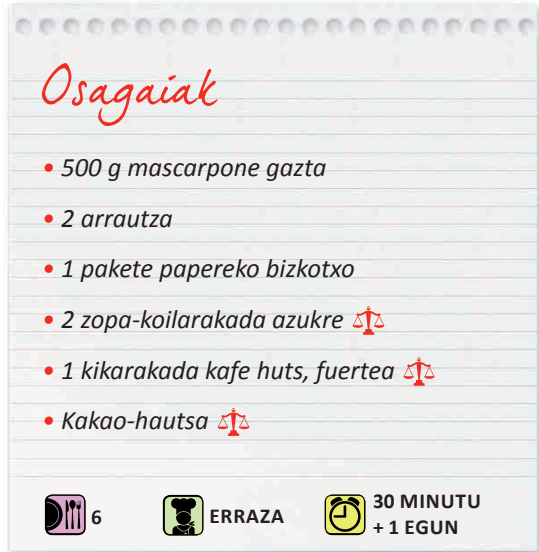 Osagaiak
• 500 g mascarpone gazta
• 2 arrautza
• 1 pakete papereko bizkotxo
• 2 zopa-koilarakada azukre
• 1 kikarakada kafe huts, fuertea
• Kakao-hautsa
6
ERRAZA
30 MINUTU
+ 1 EGUN